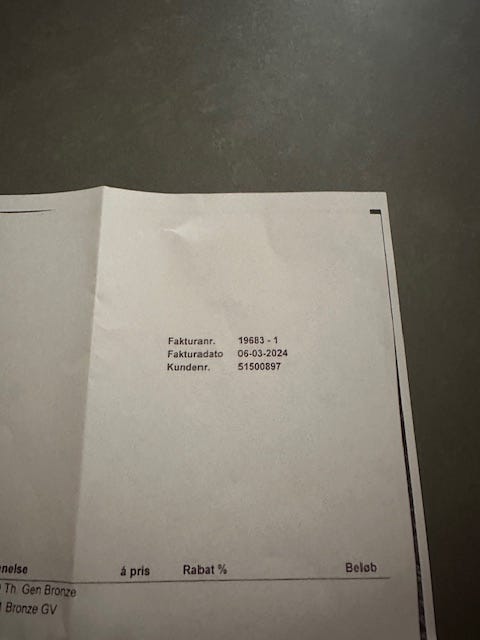 Fakturanr. 19683 - 1
Fakturadato 06-03-2024
Kundenr. 51500897
á pris Rabat % Beløb
Th. Gen Bronze
Bronze GV